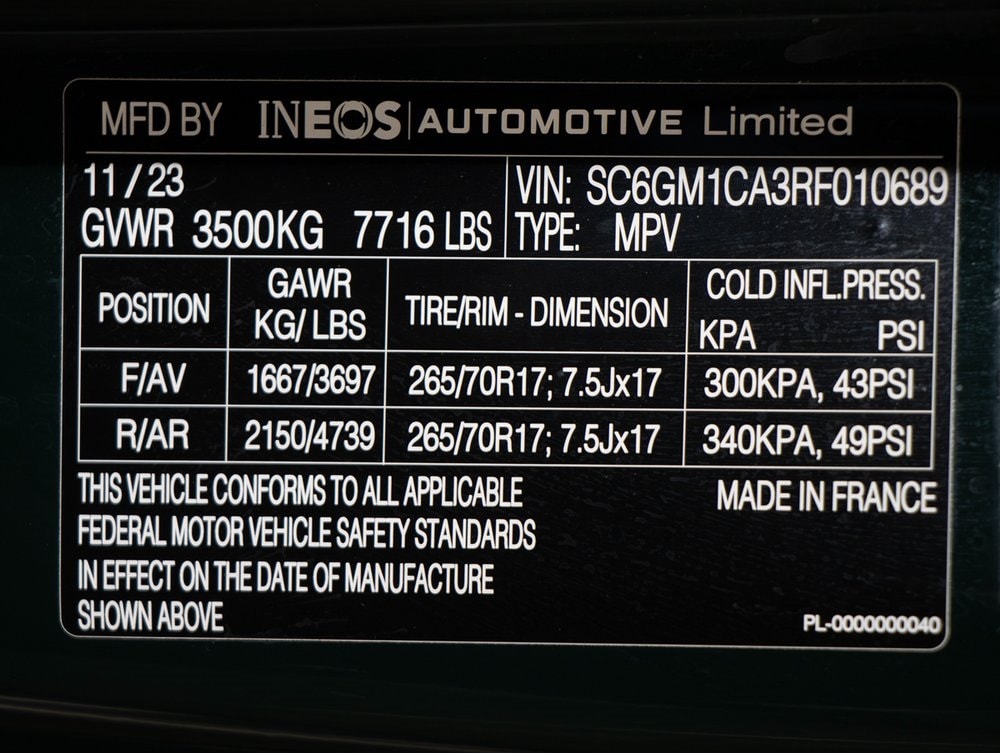 MFD BY INEOS AUTOMOTIVE Limited
11/23
GVWR 3500KG 7716 LBS
VIN: SC6GM1CA3RF010689
TYPE: MPV
POSITION GAWR KG/LBS TIRE/RIM - DIMENSION COLD INFL.PRESS. KPA PSI
F/AV 1667/3697 265/70R17; 7.5Jx17 300KPA, 43PSI
R/AR 2150/4739 265/70R17; 7.5Jx17 340KPA, 49PSI
THIS VEHICLE CONFORMS TO ALL APPLICABLE
FEDERAL MOTOR VEHICLE SAFETY STANDARDS
IN EFFECT ON THE DATE OF MANUFACTURE
SHOWN ABOVE
MADE IN FRANCE
PL-0000000040